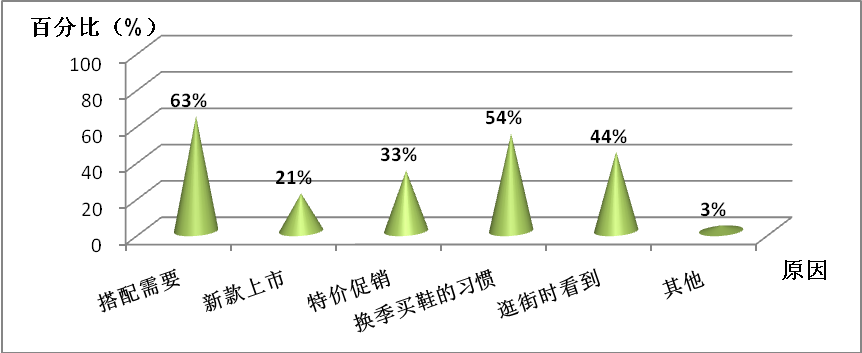 百分比（%）
100
80
60
40
20
0
63%
21%
33%
54%
44%
3%
搭配需要
新款上市
特价促销
换季买鞋的习惯
逛街时看到
其他
原因